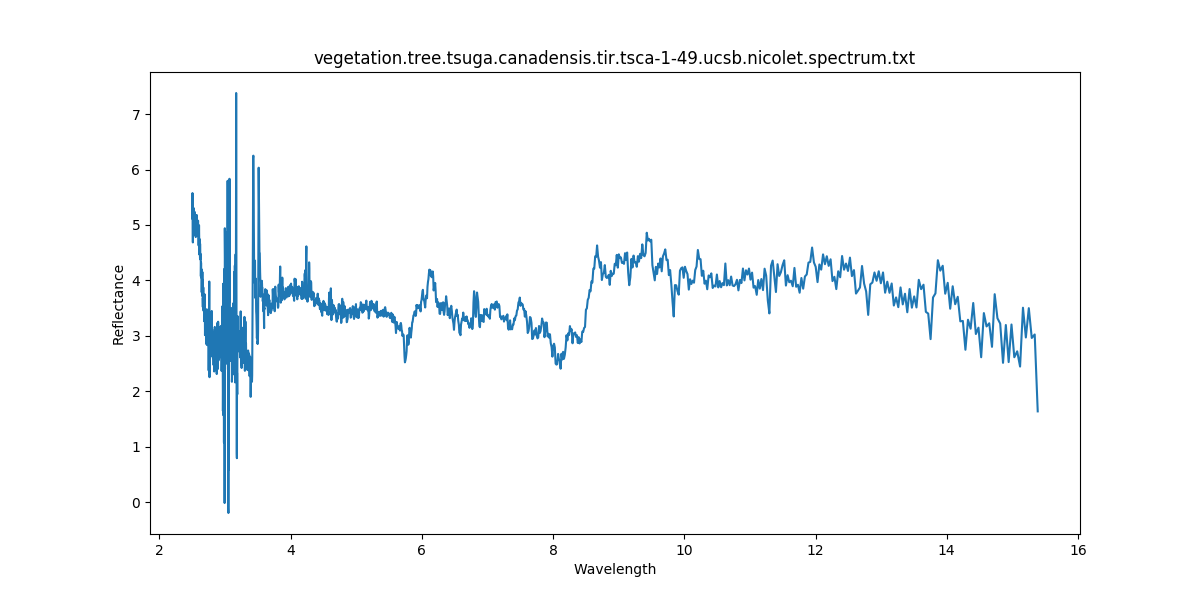 vegetation.tree.tsuga.canadensis.tir.tsca-1-49.ucsb.nicolet.spectrum.txt
7
6
5
4
3
2
1
0
Reflectance
2 4 6 8 10 12 14 16
Wavelength